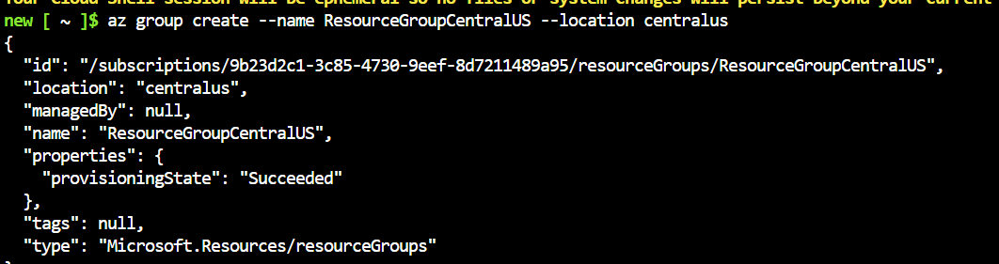 Your Cloud Shell session will be ephemeral so no files or system changes will persist beyond your current
new [ ~ ]$ az group create --name ResourceGroupCentralUS --location centralus
{
  "id": "/subscriptions/9b23d2c1-3c85-4730-9eef-8d7211489a95/resourceGroups/ResourceGroupCentralUS",
  "location": "centralus",
  "managedBy": null,
  "name": "ResourceGroupCentralUS",
  "properties": {
    "provisioningState": "Succeeded"
  },
  "tags": null,
  "type": "Microsoft.Resources/resourceGroups"
}